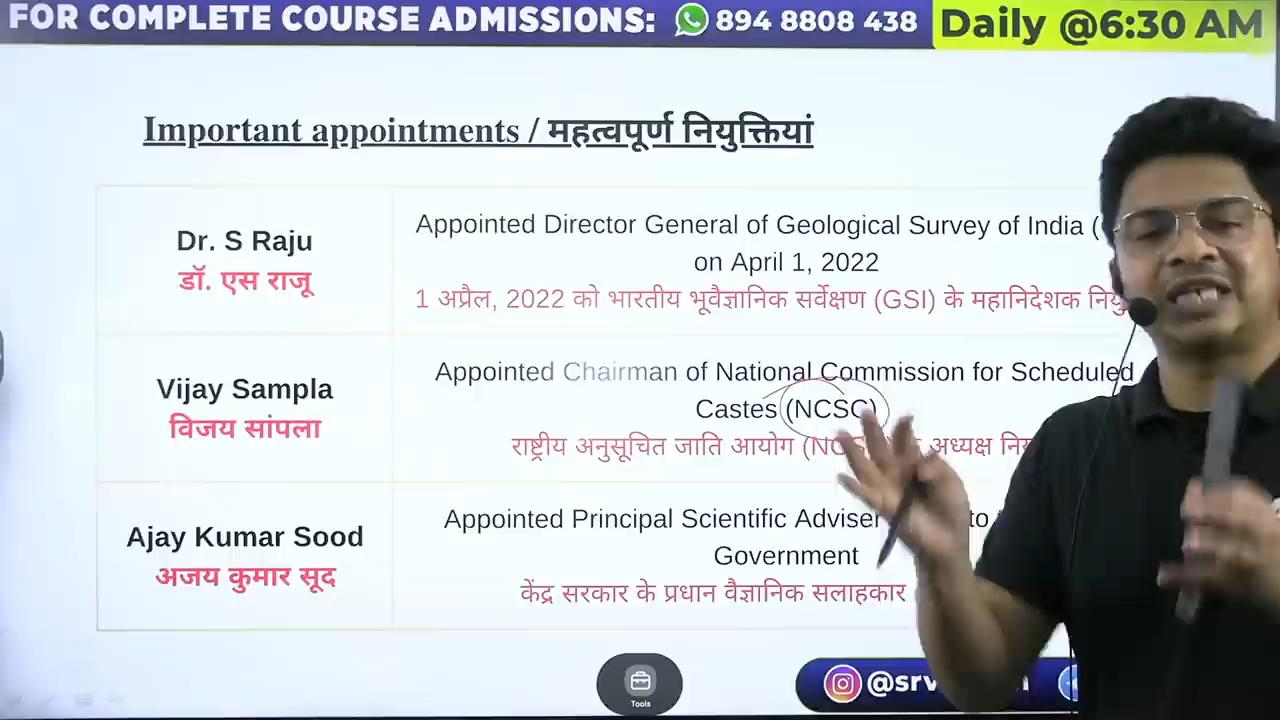 FOR COMPLETE COURSE ADMISSIONS: 894 8808 438
Daily @6:30 AM
Important appointments / महत्वपूर्ण नियुक्तियां
Dr. S Raju
डॉ. एस राजू
Appointed Director General of Geological Survey of India (
on April 1, 2022
1 अप्रैल, 2022 को भारतीय भूवैज्ञानिक सर्वेक्षण (GSI) के महानिदेशक
Vijay Sampla
विजय सांपला
Appointed Chairman of National Commission for Scheduled
Castes (NCSC)
राष्ट्रीय अनुसूचित जाति आयोग अध्यक्ष
Ajay Kumar Sood
अजय कुमार सूद
Appointed Principal Scientific Adviser to
Government
केंद्र सरकार के प्रधान वैज्ञानिक सलाहकार
Tools